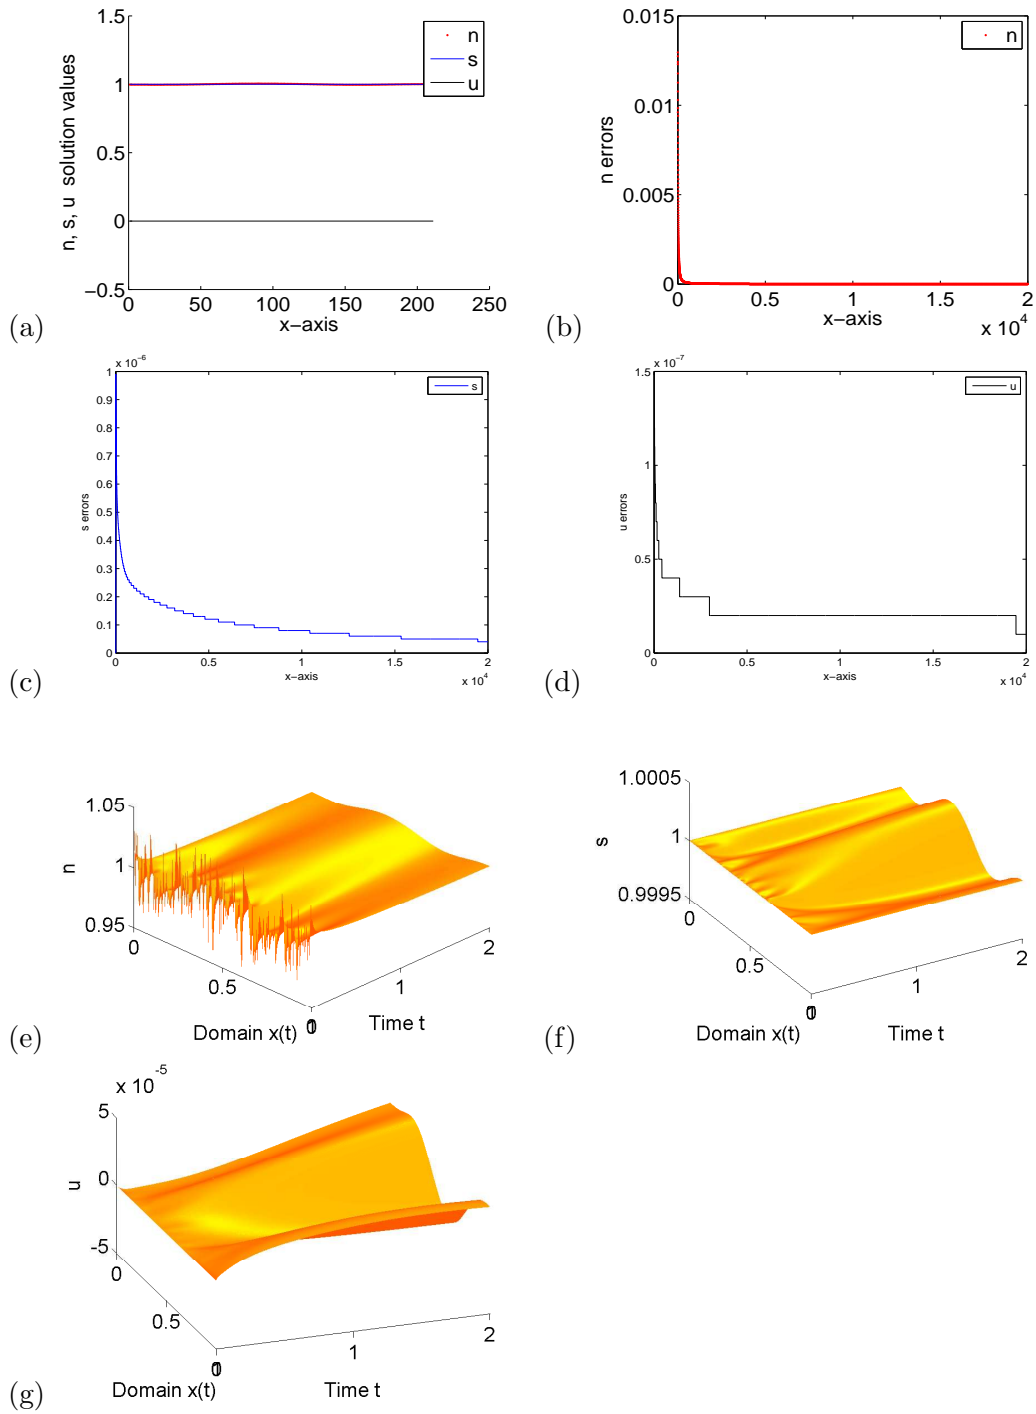 1.5
1
0.5
0
−0.5
0
50
100
150
200
250
x−axis
n, s, u solution values
n
s
u
(a)
0.015
0.01
0.005
0
0
0.5
1
1.5
2
x 10⁴
x−axis
n errors
n
(b)
x 10⁻⁶
1
0.9
0.8
0.7
0.6
0.5
0.4
0.3
0.2
0.1
0
0
0.5
1
1.5
2
x 10⁴
x−axis
s errors
s
(c)
x 10⁻⁷
1.5
1
0.5
0
0
0.5
1
1.5
2
x 10⁴
x−axis
u errors
u
(d)
1.05
1
0.95
n
0
0.5
1
0
1
2
Domain x(t)
Time t
(e)
1.0005
1
0.9995
s
0
0.5
1
0
1
2
Domain x(t)
Time t
(f)
x 10⁻⁵
5
0
-5
u
0
0.5
1
0
1
2
Domain x(t)
Time t
(g)